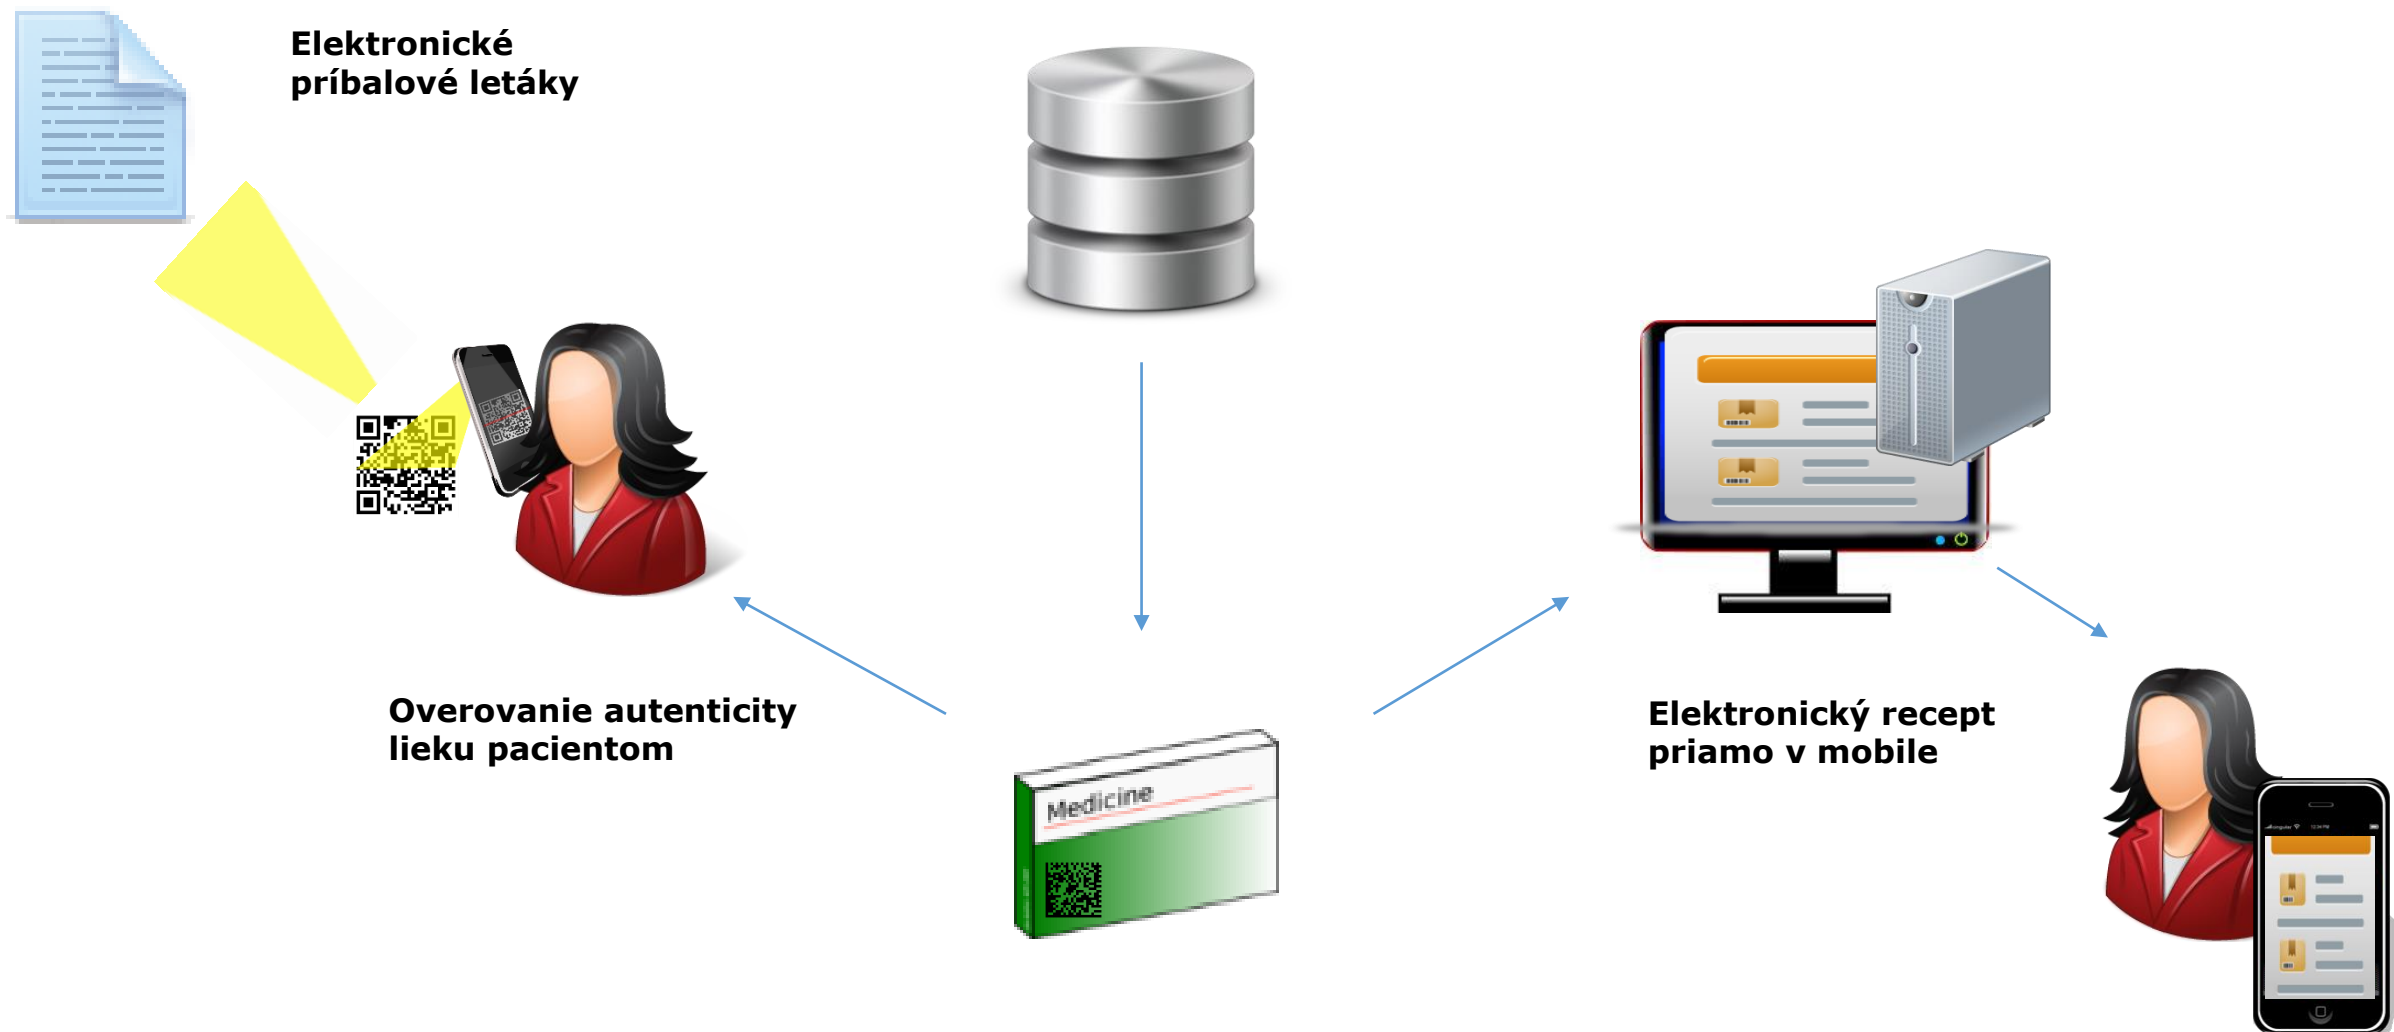 Elektronické
príbalové letáky
Overovanie autenticity
lieku pacientom
Medicine
Elektronický recept
priamo v mobile